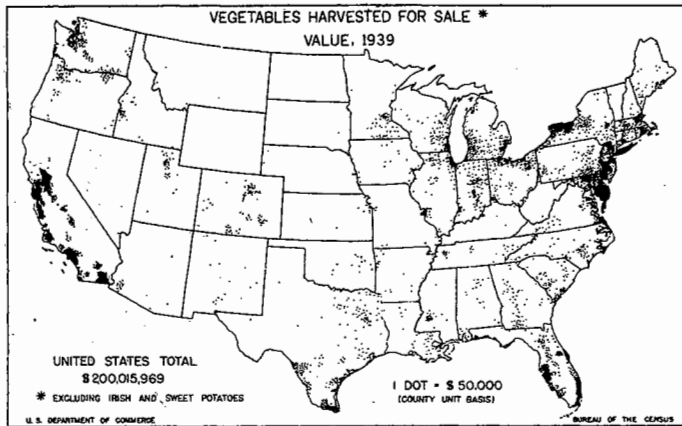 VEGETABLES HARVESTED FOR SALE *
VALUE, 1939
UNITED STATES TOTAL
$200,015,969
* EXCLUDING IRISH AND SWEET POTATOES
1 DOT = $50,000
(COUNTY UNIT BASIS)
U. S. DEPARTMENT OF COMMERCE
BUREAU OF THE CENSUS